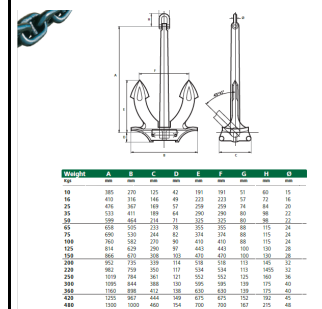 A
B
C
D
E
F
G
H
Weight A B C D E F G H Ø
Kgs mm mm mm mm mm mm mm mm mm
10 385 270 125 42 191 191 51 60 15
16 410 316 146 49 223 223 57 72 16
25 476 367 169 57 259 259 74 84 20
35 533 411 189 64 290 290 80 98 22
50 599 464 214 71 325 325 80 98 22
65 658 505 233 78 355 355 88 115 24
75 690 530 244 82 374 374 88 115 24
100 760 582 270 90 410 410 88 115 24
125 814 629 290 97 443 443 100 130 28
150 866 670 308 103 470 470 100 130 28
200 952 735 339 114 518 518 113 145 32
220 982 759 350 117 534 534 113 1455 32
250 1019 784 361 121 552 552 125 160 36
300 1095 844 388 130 595 595 139 175 40
360 1160 898 412 138 630 630 139 175 40
420 1255 967 444 149 675 675 152 192 45
480 1300 1000 460 154 700 700 167 215 48